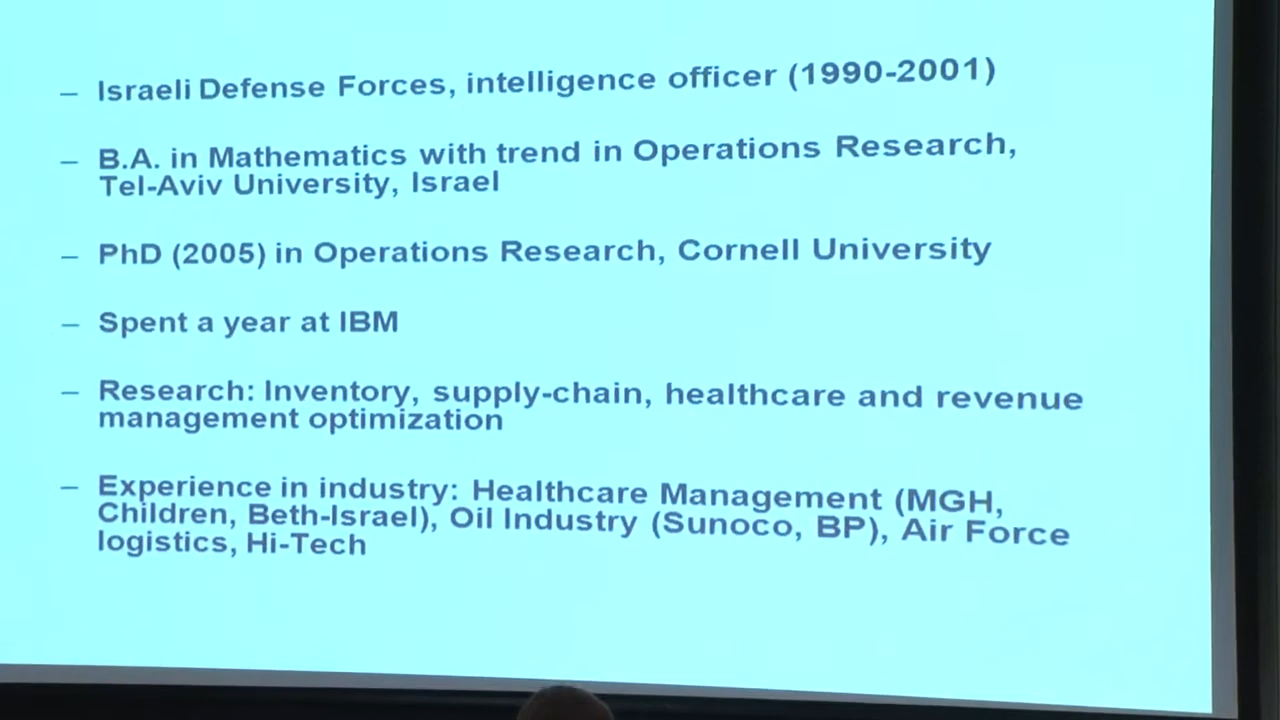 – Israeli Defense Forces, intelligence officer (1990-2001)
– B.A. in Mathematics with trend in Operations Research,
Tel-Aviv University, Israel
– PhD (2005) in Operations Research, Cornell University
– Spent a year at IBM
– Research: Inventory, supply-chain, healthcare and revenue
management optimization
– Experience in industry: Healthcare Management (MGH,
Children, Beth-Israel), Oil Industry (Sunoco, BP), Air Force
logistics, Hi-Tech